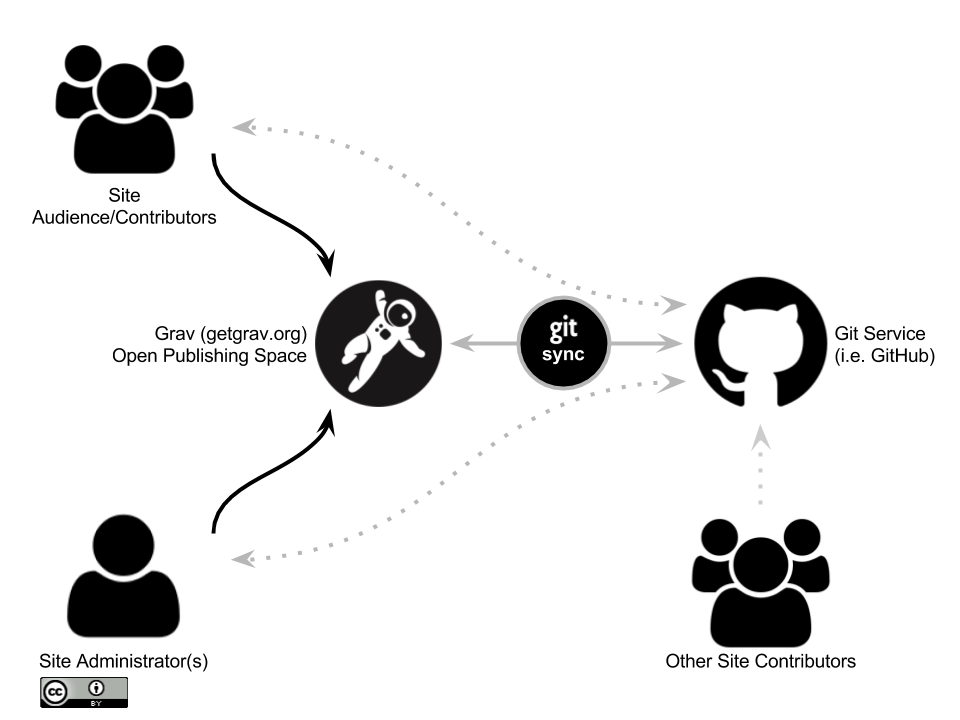 Site
Audience/Contributors
Grav (getgrav.org)
Open Publishing Space
git
sync
Git Service
(i.e. GitHub)
Site Administrator(s)
Other Site Contributors
cc
BY